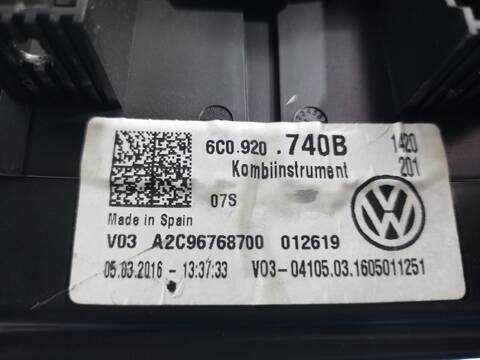 6C0.920 .740B 1420
Kombiinstrument 201
07S
Made in Spain
V03 A2C96768700 012619
05.03.2016 - 13:37:33 V03-04105.03.1605011251